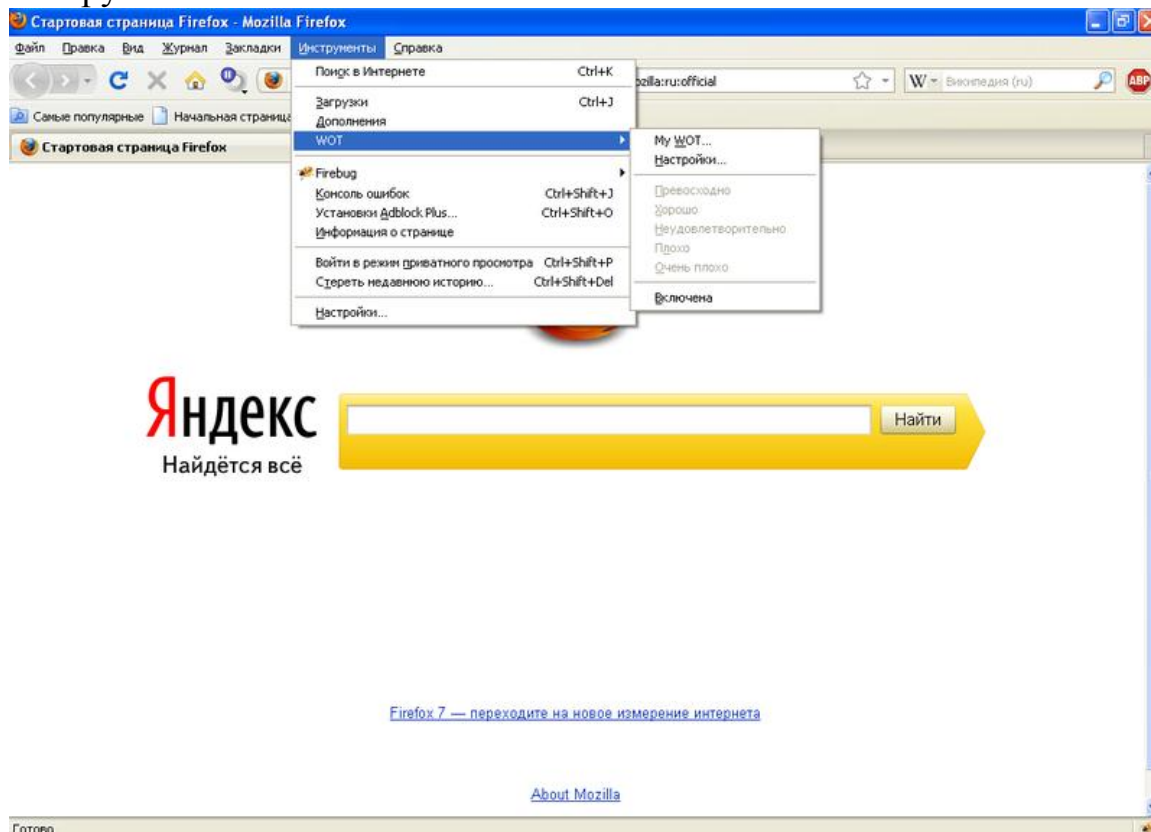 Стартовая страница Firefox - Mozilla Firefox
Файл Правка Вид Журнал Закладки Инструменты Справка
ozilla:ru:official
W Википедия (ru)
ABP
Самые популярные Начальная страница
Стартовая страница Firefox
Поиск в Интернете Ctrl+K
Загрузки Ctrl+J
Дополнения
WOT
Firebug
Консоль ошибок Ctrl+Shift+J
Установки Adblock Plus... Ctrl+Shift+O
Информация о странице
Войти в режим приватного просмотра Ctrl+Shift+P
Стереть недавнюю историю... Ctrl+Shift+Del
Настройки...
My WOT...
Настройки...
Превосходно
Хорошо
Неудовлетворительно
Плохо
Очень плохо
Включена
Яндекс
Найдётся всё
Найти
Firefox 7 — переходите на новое измерение интернета
About Mozilla
Готово